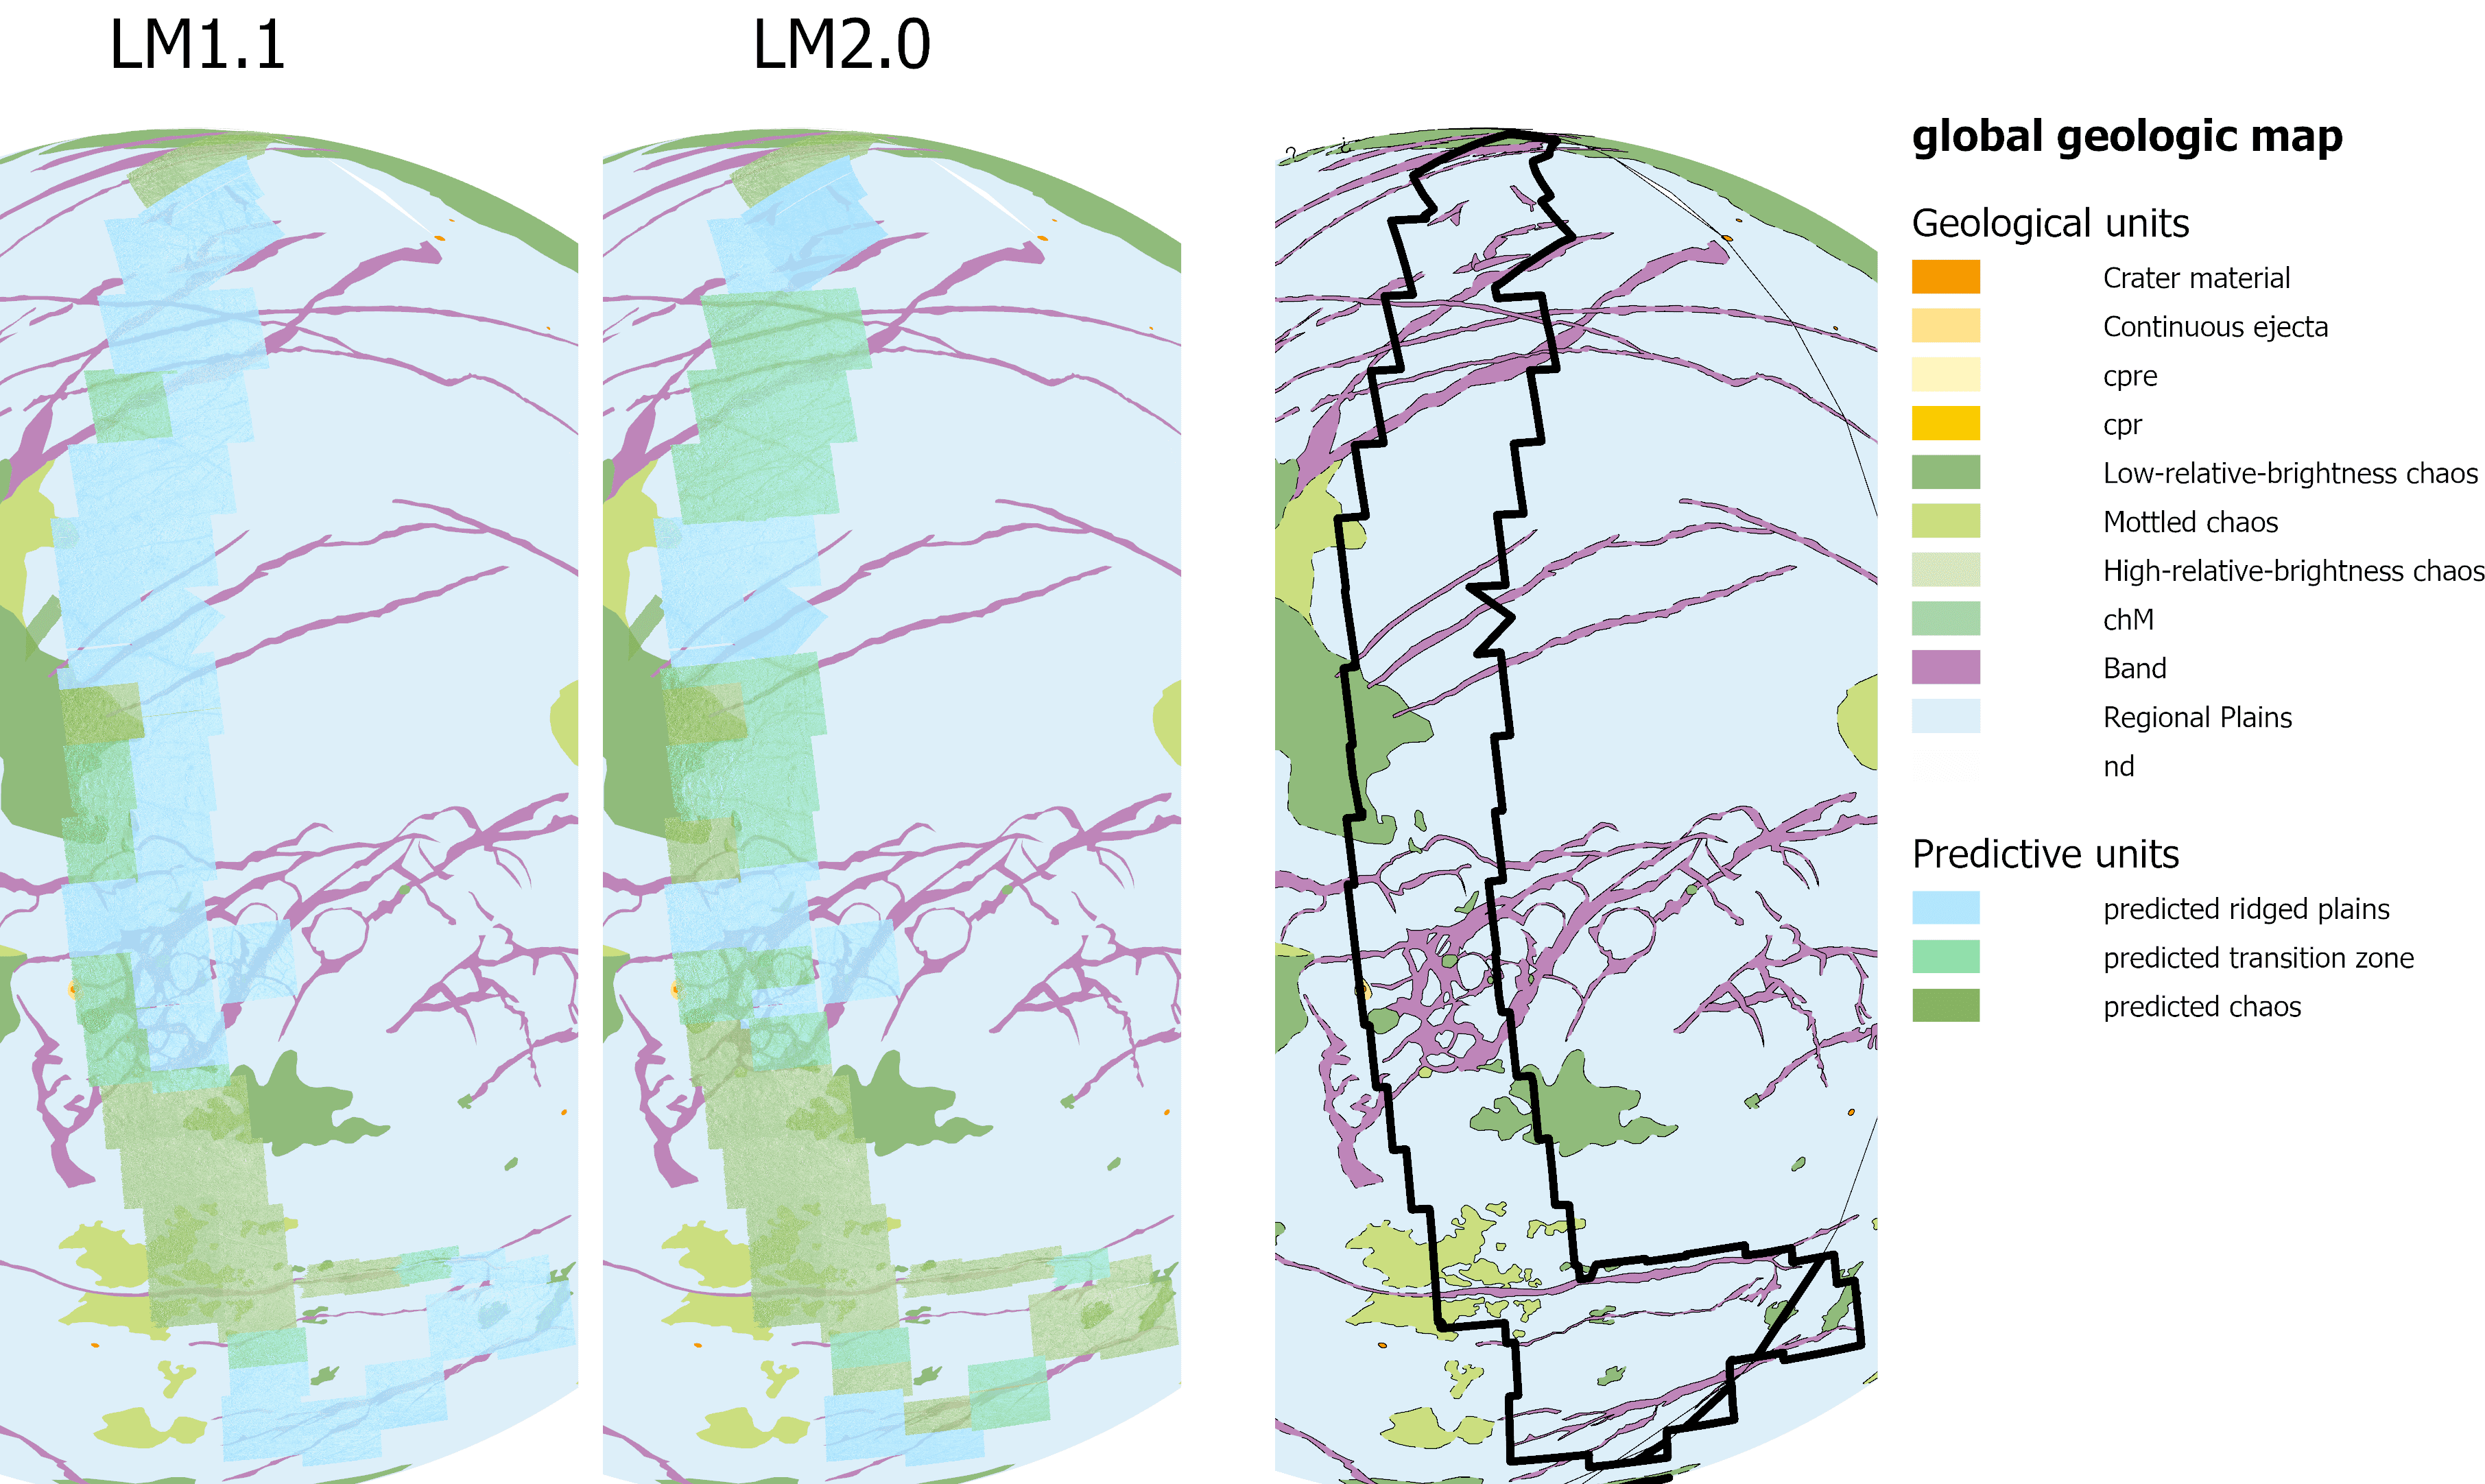 LM1.1
LM2.0
global geologic map
Geological units
Crater material
Continuous ejecta
cpre
cpr
Low-relative-brightness chaos
Mottled chaos
High-relative-brightness chaos
chM
Band
Regional Plains
nd
Predictive units
predicted ridged plains
predicted transition zone
predicted chaos